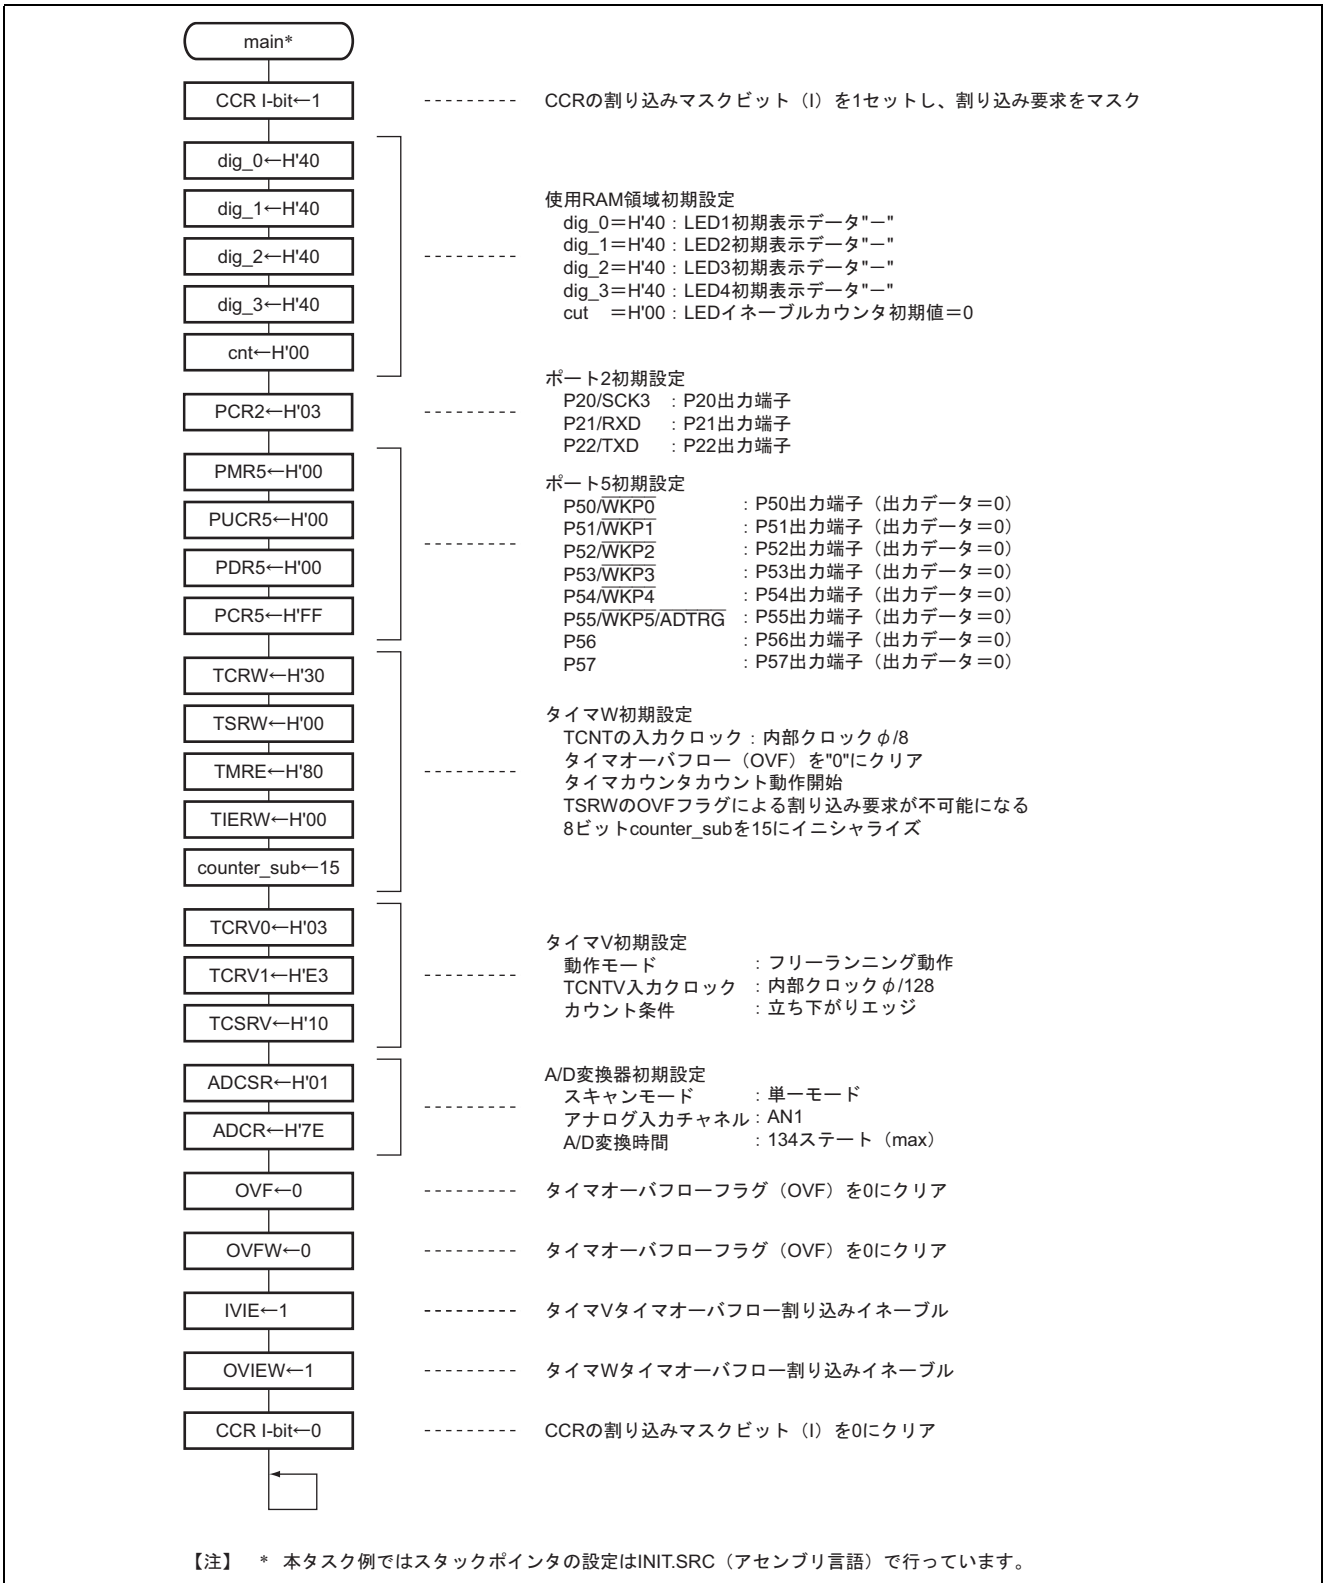 main*
CCR I-bit←1 --------- CCRの割り込みマスクビット（I）を1セットし、割り込み要求をマスク
dig_0←H'40
dig_1←H'40
dig_2←H'40
dig_3←H'40
cnt←H'00
使用RAM領域初期設定
dig_0＝H'40：LED1初期表示データ"－"
dig_1＝H'40：LED2初期表示データ"－"
dig_2＝H'40：LED3初期表示データ"－"
dig_3＝H'40：LED4初期表示データ"－"
cut ＝H'00：LEDイネーブルカウンタ初期値＝0
PCR2←H'03
ポート2初期設定
P20/SCK3 ：P20出力端子
P21/RXD ：P21出力端子
P22/TXD ：P22出力端子
PMR5←H'00
PUCR5←H'00
PDR5←H'00
PCR5←H'FF
ポート5初期設定
P50/WKP0 ：P50出力端子（出力データ＝0）
P51/WKP1 ：P51出力端子（出力データ＝0）
P52/WKP2 ：P52出力端子（出力データ＝0）
P53/WKP3 ：P53出力端子（出力データ＝0）
P54/WKP4 ：P54出力端子（出力データ＝0）
P55/WKP5/ADTRG ：P55出力端子（出力データ＝0）
P56 ：P56出力端子（出力データ＝0）
P57 ：P57出力端子（出力データ＝0）
TCRW←H'30
TSRW←H'00
TMRE←H'80
TIERW←H'00
counter_sub←15
タイマW初期設定
TCNTの入力クロック：内部クロックφ/8
タイマオーバフロー（OVF）を"0"にクリア
タイマカウンタカウント動作開始
TSRWのOVFフラグによる割り込み要求が不可能になる
8ビットcounter_subを15にイニシャライズ
TCRV0←H'03
TCRV1←H'E3
TCSRV←H'10
タイマV初期設定
動作モード ：フリーランニング動作
TCNTV入力クロック ：内部クロックφ/128
カウント条件 ：立ち下がりエッジ
ADCSR←H'01
ADCR←H'7E
A/D変換器初期設定
スキャンモード ：単一モード
アナログ入力チャネル：AN1
A/D変換時間 ：134ステート（max）
OVF←0 --------- タイマオーバフローフラグ（OVF）を0にクリア
OVFW←0 --------- タイマオーバフローフラグ（OVF）を0にクリア
IVIE←1 --------- タイマVタイマオーバフロー割り込みイネーブル
OVIEW←1 --------- タイマWタイマオーバフロー割り込みイネーブル
CCR I-bit←0 --------- CCRの割り込みマスクビット（I）を0にクリア
【注】 * 本タスク例ではスタックポインタの設定はINIT.SRC（アセンブリ言語）で行っています。